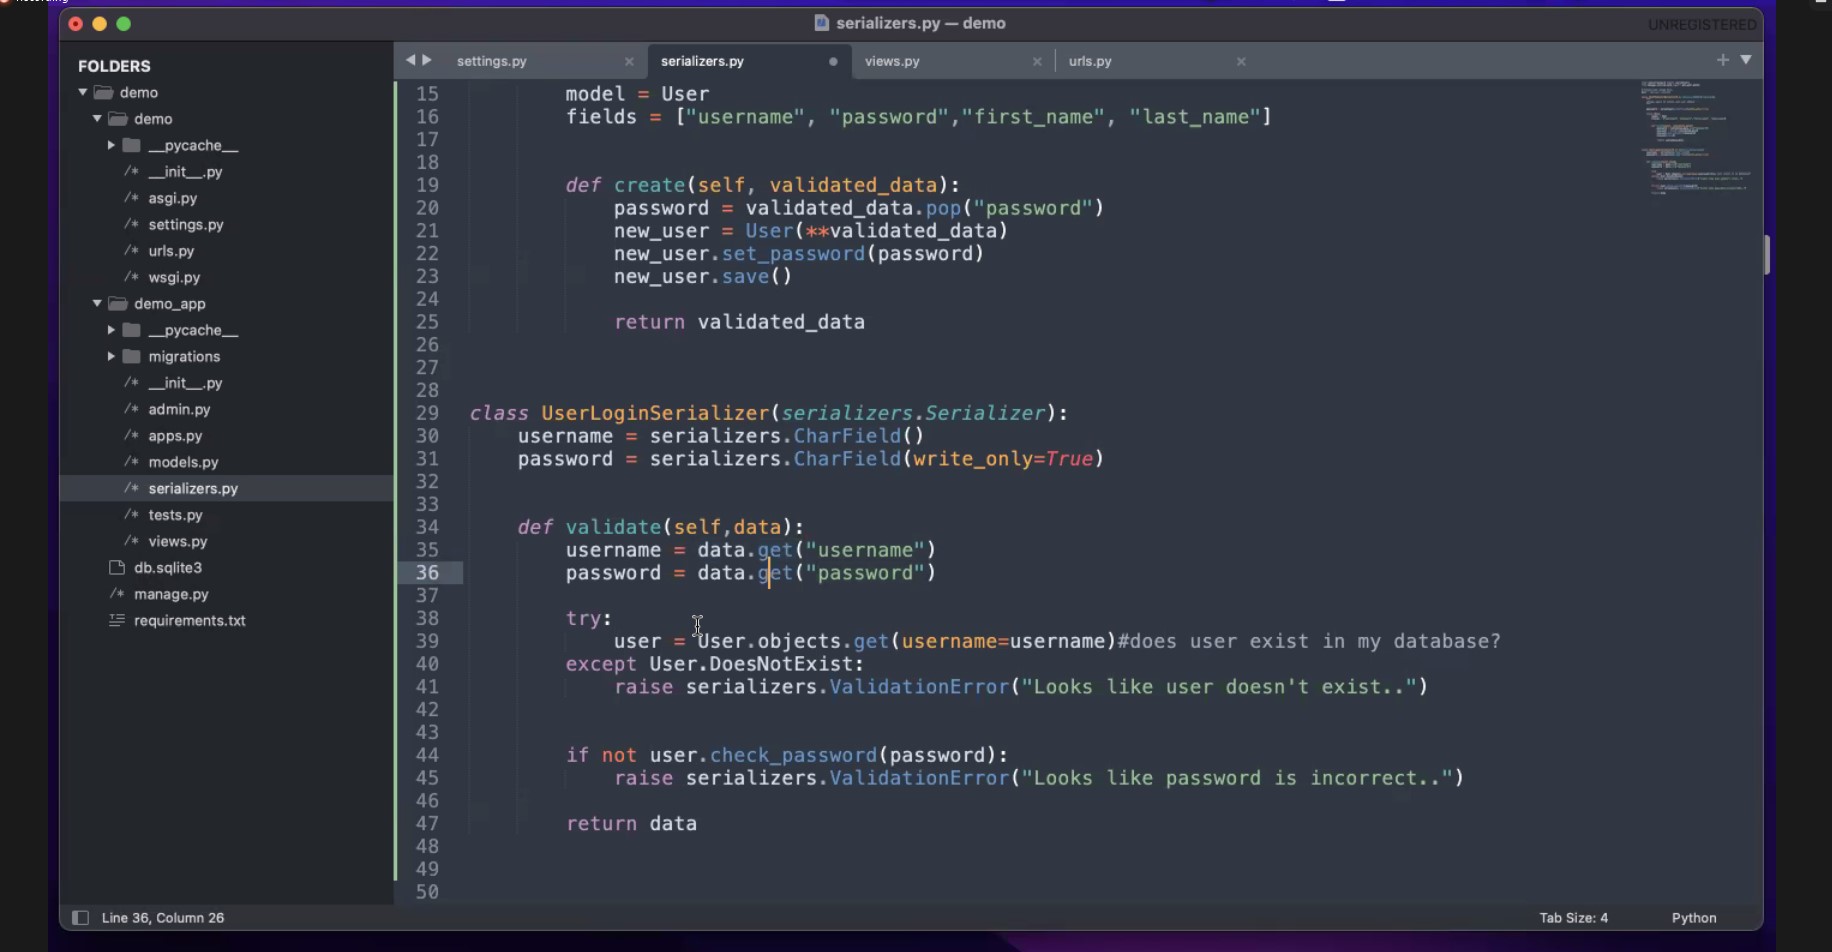 serializers.py — demo
UNREGISTERED
FOLDERS
demo
demo
__pycache__
/* __init__.py
/* asgi.py
/* settings.py
/* urls.py
/* wsgi.py
demo_app
__pycache__
migrations
/* __init__.py
/* admin.py
/* apps.py
/* models.py
/* serializers.py
/* tests.py
/* views.py
db.sqlite3
/* manage.py
requirements.txt
settings.py × serializers.py views.py × urls.py ×
15 model = User
16 fields = ["username", "password","first_name", "last_name"]
17
18
19 def create(self, validated_data):
20 password = validated_data.pop("password")
21 new_user = User(**validated_data)
22 new_user.set_password(password)
23 new_user.save()
24
25 return validated_data
26
27
28
29 class UserLoginSerializer(serializers.Serializer):
30 username = serializers.CharField()
31 password = serializers.CharField(write_only=True)
32
33
34 def validate(self,data):
35 username = data.get("username")
36 password = data.get("password")
37
38 try:
39 user = User.objects.get(username=username)#does user exist in my database?
40 except User.DoesNotExist:
41 raise serializers.ValidationError("Looks like user doesn't exist..")
42
43
44 if not user.check_password(password):
45 raise serializers.ValidationError("Looks like password is incorrect..")
46
47 return data
48
49
50
Line 36, Column 26
Tab Size: 4 Python